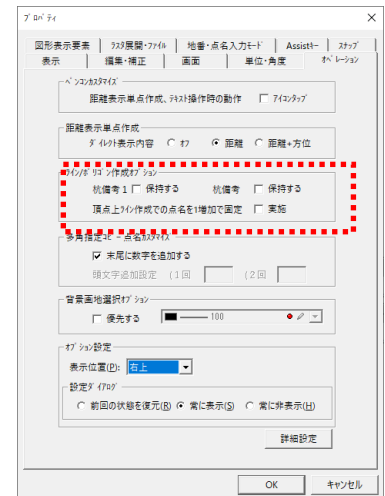 ﾌﾟﾛﾊﾟﾃｨ
図形表示要素 ﾗｽﾀ展開･ﾌｧｲﾙ 地番･点名入力ﾓｰﾄﾞ Assistｷｰ ｽﾅｯﾌﾟ
表示 編集･補正 画面 単位･角度 ｵﾍﾟﾚｰｼｮﾝ
ﾍﾟﾝｺﾝｶｽﾀﾏｲｽﾞ
距離表示単点作成、ﾃｷｽﾄ操作時の動作 ｱｲｺﾝﾀｯﾌﾟ
距離表示単点作成
ﾀﾞｲﾚｸﾄ表示内容 ｵﾌ 距離 距離+方位
ﾗｲﾝ/ﾎﾟﾘｺﾞﾝ作成ｵﾌﾟｼｮﾝ
杭備考1 保持する 杭備考 保持する
頂点上ﾗｲﾝ作成での点名を1増加で固定 実施
多角指定ｺﾋﾟｰ点名ｶｽﾀﾏｲｽﾞ
末尾に数字を追加する
頭文字追加設定 (1回 (2回
背景画地選択ｵﾌﾟｼｮﾝ
優先する 100
ｵﾌﾟｼｮﾝ設定
表示位置(P): 右上
設定ﾀﾞｲｱﾛｸﾞ
前回の状態を復元(R) 常に表示(S) 常に非表示(H)
詳細設定
OK キャンセル